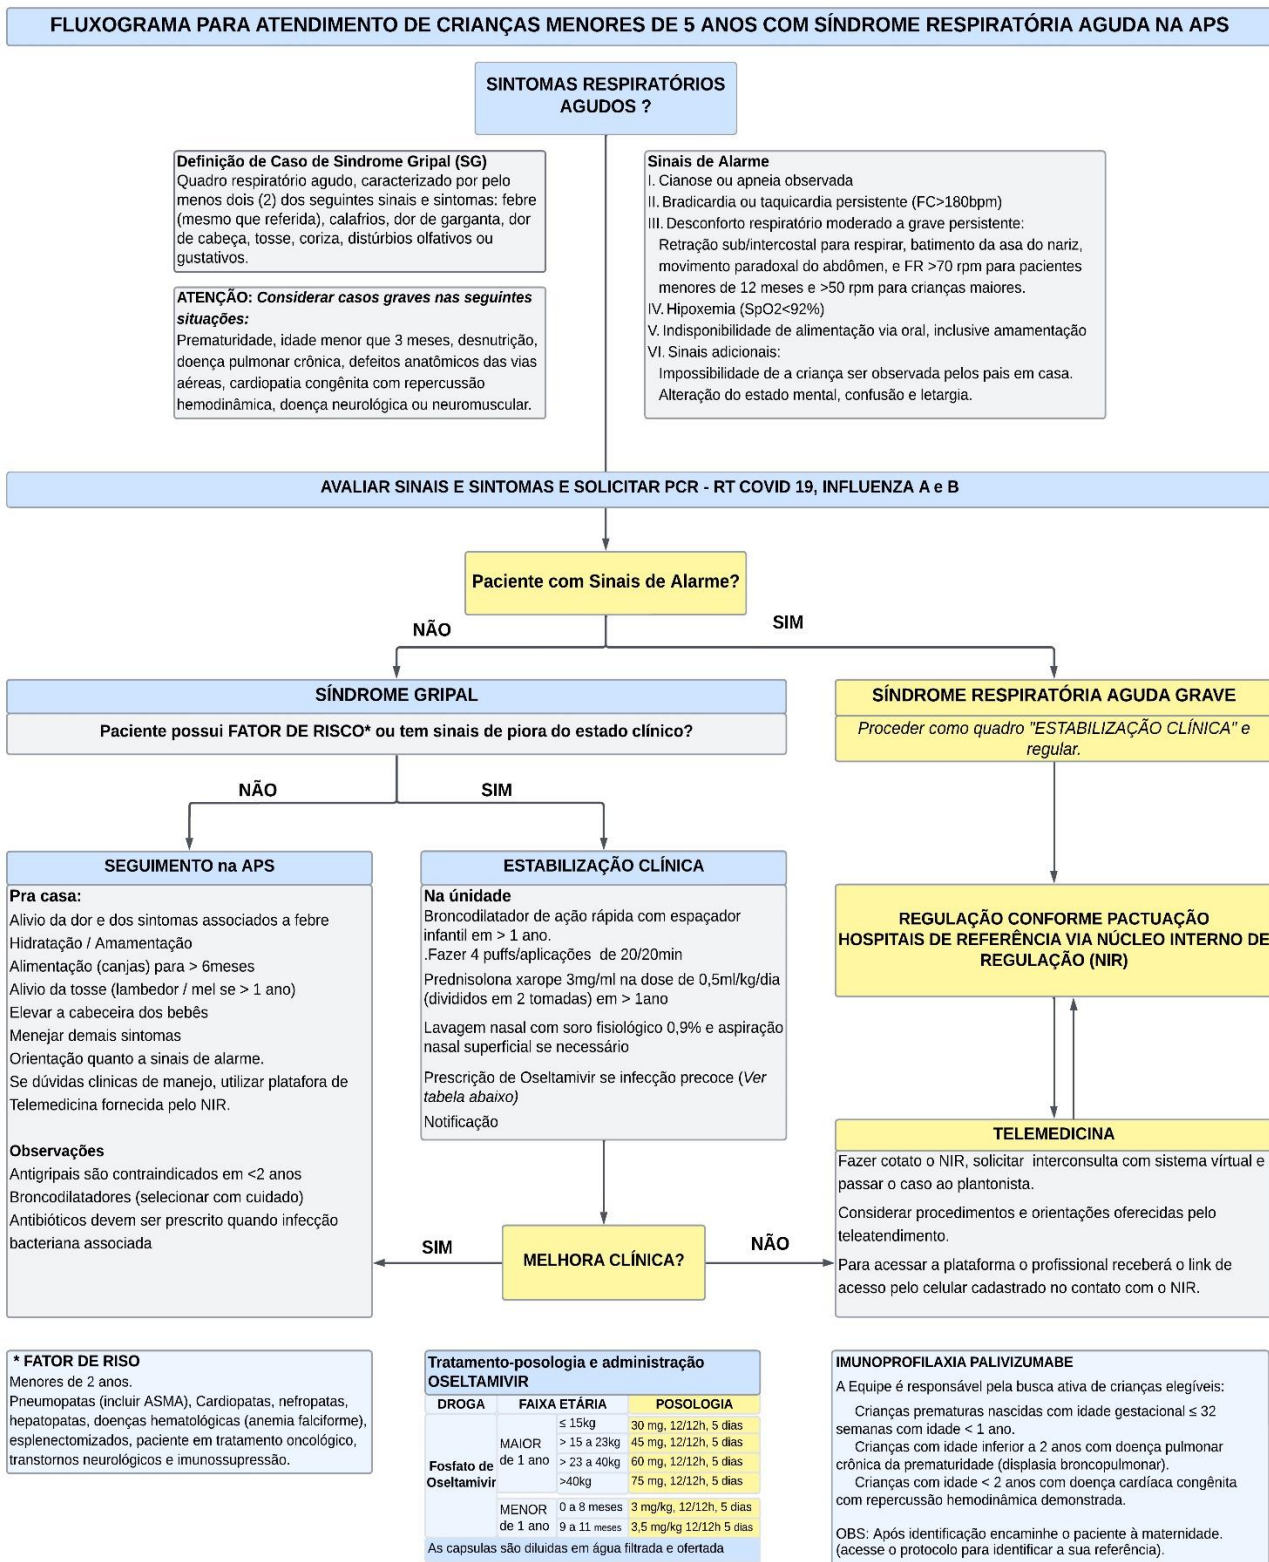 FLUXOGRAMA PARA ATENDIMENTO DE CRIANÇAS MENORES DE 5 ANOS COM SÍNDROME RESPIRATÓRIA AGUDA NA APS
SINTOMAS RESPIRATÓRIOS
AGUDOS ?
Definição de Caso de Sindrome Gripal (SG)
Quadro respiratório agudo, caracterizado por pelo
menos dois (2) dos seguintes sinais e sintomas: febre
(mesmo que referida), calafrios, dor de garganta, dor
de cabeça, tosse, coriza, distúrbios olfativos ou
gustativos.
ATENÇÃO: Considerar casos graves nas seguintes
situações:
Prematuridade, idade menor que 3 meses, desnutrição,
doença pulmonar crônica, defeitos anatômicos das vias
aéreas, cardiopatia congênita com repercussão
hemodinâmica, doença neurológica ou neuromuscular.
Sinais de Alarme
I. Cianose ou apneia observada
II. Bradicardia ou taquicardia persistente (FC>180bpm)
III. Desconforto respiratório moderado a grave persistente:
Retração sub/intercostal para respirar, batimento da asa do nariz,
movimento paradoxal do abdômen, e FR >70 rpm para pacientes
menores de 12 meses e >50 rpm para crianças maiores.
IV. Hipoxemia (SpO2<92%)
V. Indisponibilidade de alimentação via oral, inclusive amamentação
VI. Sinais adicionais:
Impossibilidade de a criança ser observada pelos pais em casa.
Alteração do estado mental, confusão e letargia.
AVALIAR SINAIS E SINTOMAS E SOLICITAR PCR - RT COVID 19, INFLUENZA A e B
Paciente com Sinais de Alarme?
NÃO
SIM
SÍNDROME GRIPAL
Paciente possui FATOR DE RISCO* ou tem sinais de piora do estado clínico?
SÍNDROME RESPIRATÓRIA AGUDA GRAVE
Proceder como quadro "ESTABILIZAÇÃO CLÍNICA" e
regular.
NÃO
SIM
SEGUIMENTO na APS
Pra casa:
Alivio da dor e dos sintomas associados a febre
Hidratação / Amamentação
Alimentação (canjas) para > 6meses
Alivio da tosse (lambedor / mel se > 1 ano)
Elevar a cabeceira dos bebês
Menejar demais sintomas
Orientação quanto a sinais de alarme.
Se dúvidas clinicas de manejo, utilizar platafora de
Telemedicina fornecida pelo NIR.
Observações
Antigripais são contraindicados em <2 anos
Broncodilatadores (selecionar com cuidado)
Antibióticos devem ser prescrito quando infecção
bacteriana associada
ESTABILIZAÇÃO CLÍNICA
Na únidade
Broncodilatador de ação rápida com espaçador
infantil em > 1 ano.
.Fazer 4 puffs/aplicações de 20/20min
Prednisolona xarope 3mg/ml na dose de 0,5ml/kg/dia
(divididos em 2 tomadas) em > 1ano
Lavagem nasal com soro fisiológico 0,9% e aspiração
nasal superficial se necessário
Prescrição de Oseltamivir se infecção precoce (Ver
tabela abaixo)
Notificação
REGULAÇÃO CONFORME PACTUAÇÃO
HOSPITAIS DE REFERÊNCIA VIA NÚCLEO INTERNO DE
REGULAÇÃO (NIR)
TELEMEDICINA
Fazer cotato o NIR, solicitar interconsulta com sistema vírtual e
passar o caso ao plantonista.
Considerar procedimentos e orientações oferecidas pelo
teleatendimento.
Para acessar a plataforma o profissional receberá o link de
acesso pelo celular cadastrado no contato com o NIR.
SIM
MELHORA CLÍNICA?
NÃO
* FATOR DE RISO
Menores de 2 anos.
Pneumopatas (incluir ASMA), Cardiopatas, nefropatas,
hepatopatas, doenças hematológicas (anemia falciforme),
esplenectomizados, paciente em tratamento oncológico,
transtornos neurológicos e imunossupressão.
Tratamento-posologia e administração
OSELTAMIVIR
DROGA FAIXA ETÁRIA POSOLOGIA
Fosfato de
Oseltamivir
MAIOR
de 1 ano
≤ 15kg 30 mg, 12/12h, 5 dias
> 15 a 23kg 45 mg, 12/12h, 5 dias
> 23 a 40kg 60 mg, 12/12h, 5 dias
>40kg 75 mg, 12/12h, 5 dias
MENOR
de 1 ano
0 a 8 meses 3 mg/kg, 12/12h, 5 dias
9 a 11 meses 3,5 mg/kg 12/12h 5 dias
As capsulas são diluidas em água filtrada e ofertada
IMUNOPROFILAXIA PALIVIZUMABE
A Equipe é responsável pela busca ativa de crianças elegíveis:
Crianças prematuras nascidas com idade gestacional ≤ 32
semanas com idade < 1 ano.
Crianças com idade inferior a 2 anos com doença pulmonar
crônica da prematuridade (displasia broncopulmonar).
Crianças com idade < 2 anos com doença cardíaca congênita
com repercussão hemodinâmica demonstrada.
OBS: Após identificação encaminhe o paciente à maternidade.
(acesse o protocolo para identificar a sua referência).